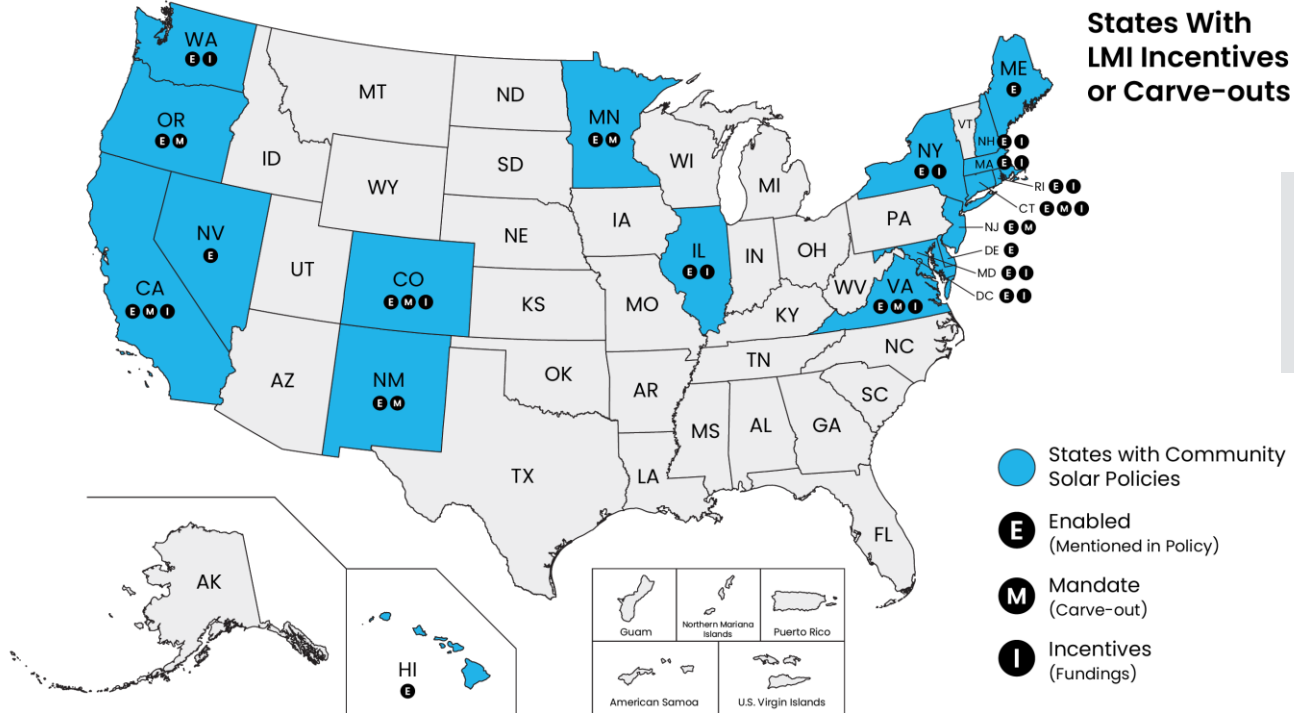 States With
LMI Incentives
or Carve-outs
WA
E I
OR
E M
CA
E M I
NV
E
ID
MT
WY
UT
AZ
CO
E M I
NM
E M
ND
SD
NE
KS
OK
TX
MN
E M
IA
MO
AR
LA
WI
IL
E I
MI
IN
OH
KY
TN
MS
AL
GA
FL
SC
NC
WV
VA
E M I
PA
NY
E I
VT
ME
E
NH E I
MA E I
RI E I
CT E M I
NJ E M
DE E
MD E I
DC E I
AK
HI
E
Guam
Northern Mariana
Islands
Puerto Rico
American Samoa
U.S. Virgin Islands
States with Community
Solar Policies
E Enabled
(Mentioned in Policy)
M Mandate
(Carve-out)
I Incentives
(Fundings)